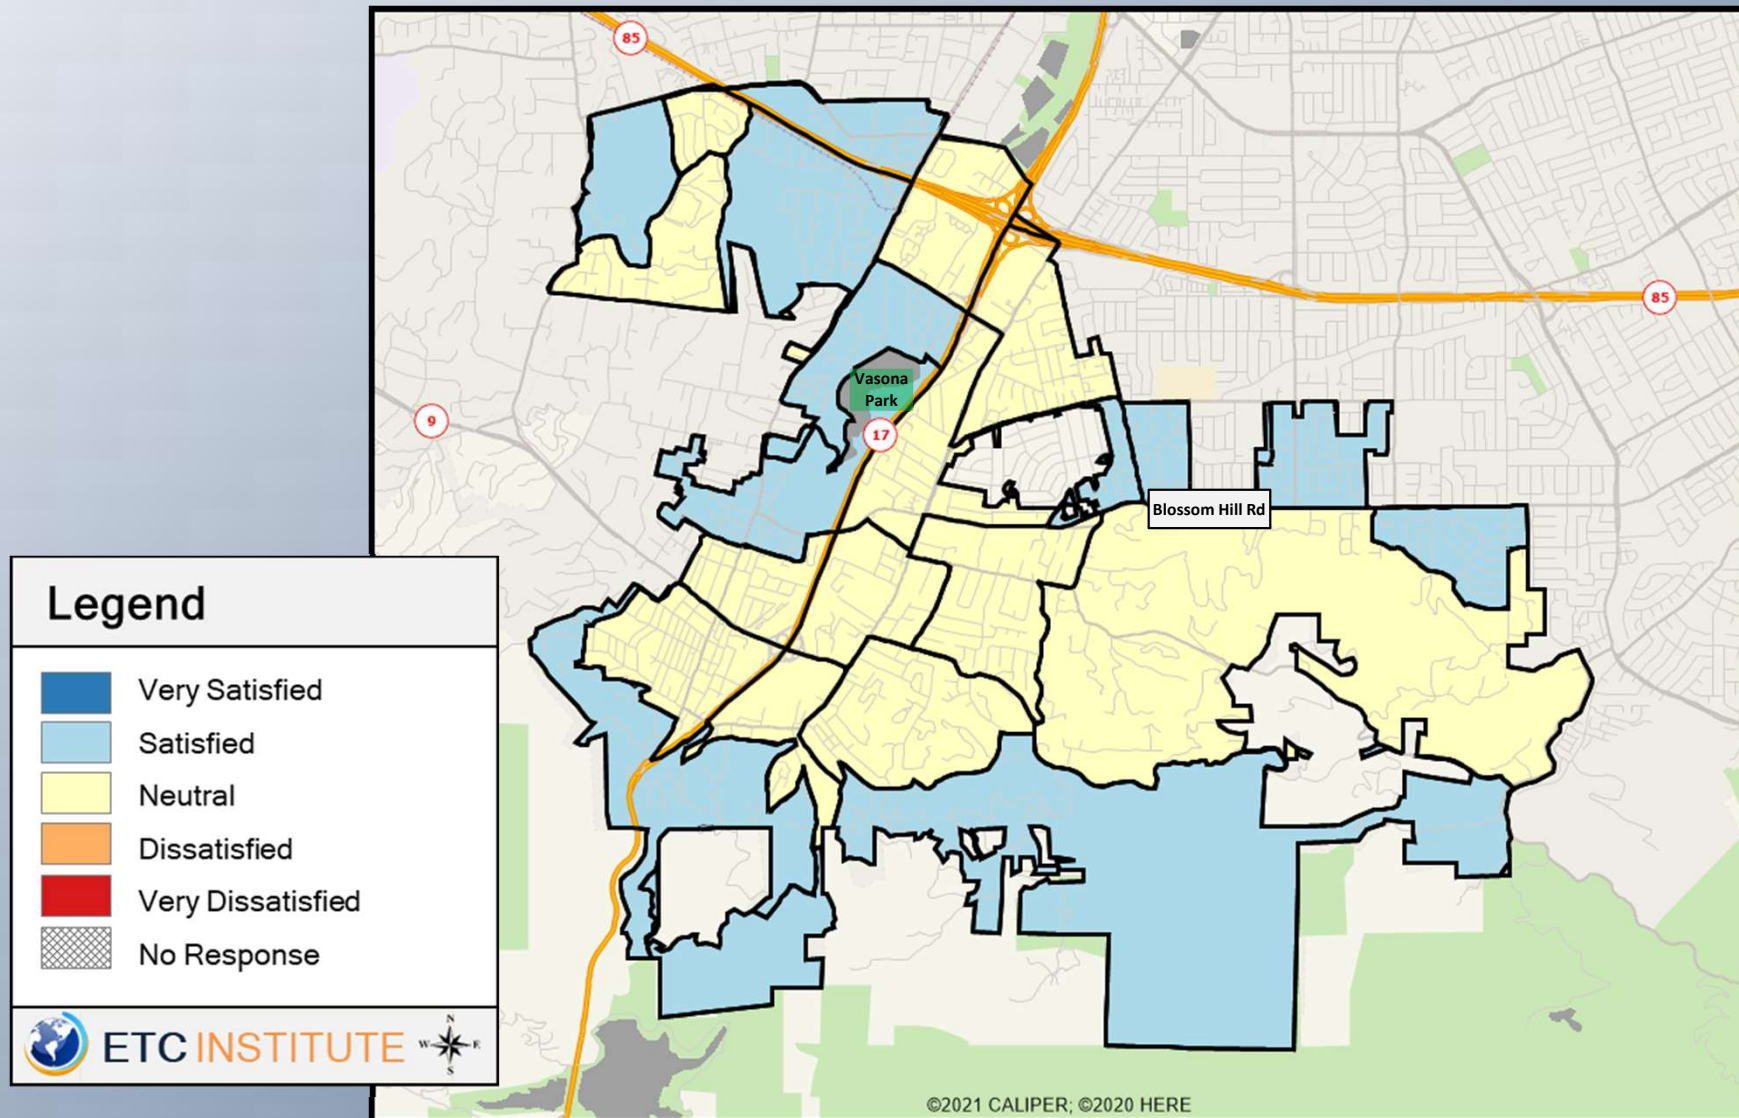 85
85
9
Vasona
Park
17
Blossom Hill Rd
Legend
Very Satisfied
Satisfied
Neutral
Dissatisfied
Very Dissatisfied
No Response
ETC INSTITUTE
N
W E
S
©2021 CALIPER; ©2020 HERE